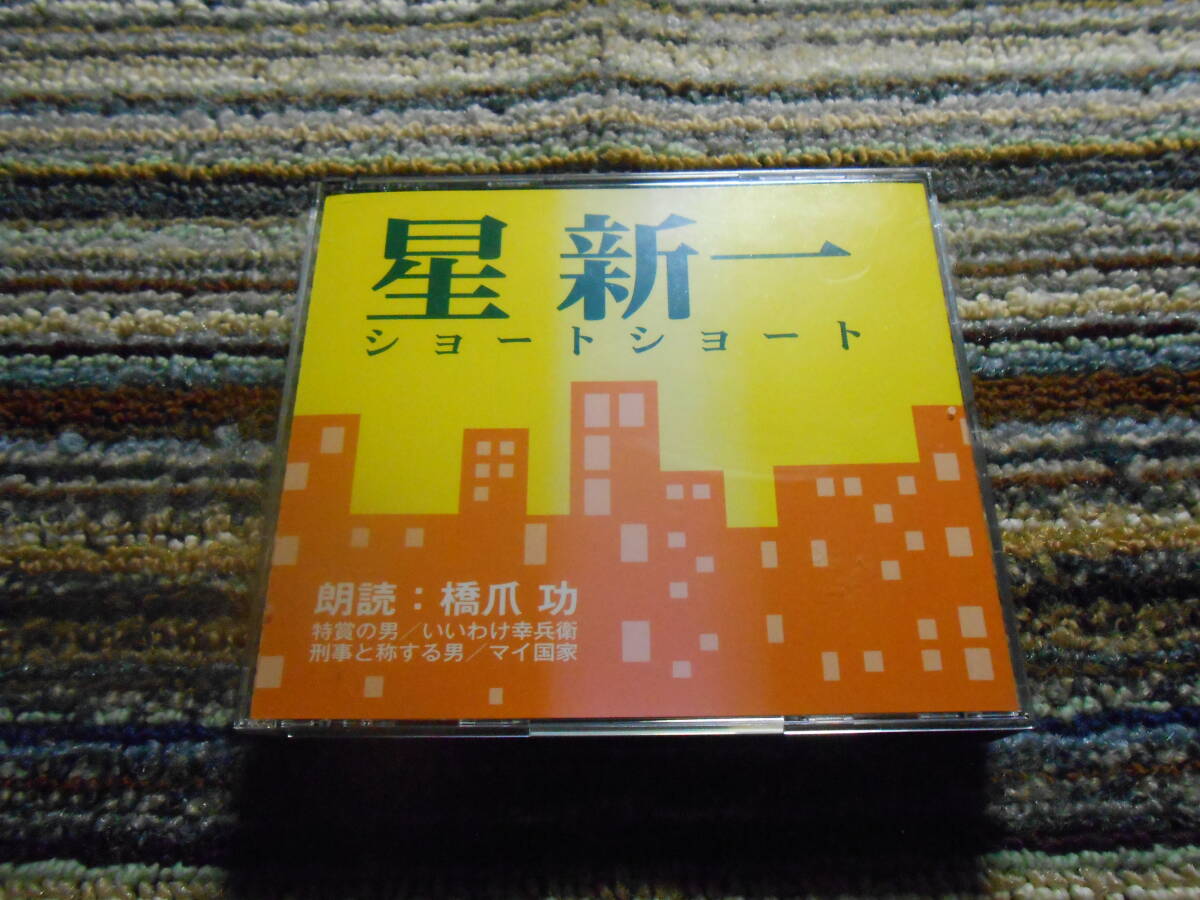 星新一
ショートショート
朗読：橋爪 功
特賞の男／いいわけ幸兵衛
刑事と称する男／マイ国家